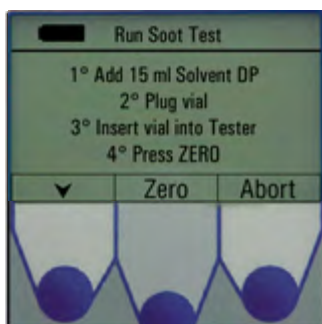 Run Soot Test
1° Add 15 ml Solvent DP
2° Plug vial
3° Insert vial into Tester
4° Press ZERO
Zero Abort